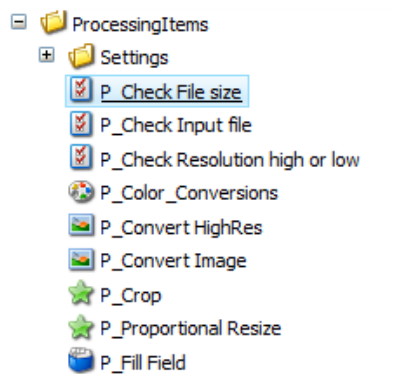 ProcessingItems
Settings
P_Check File size
P_Check Input file
P_Check Resolution high or low
P_Color_Conversions
P_Convert HighRes
P_Convert Image
P_Crop
P_Proportional Resize
P_Fill Field